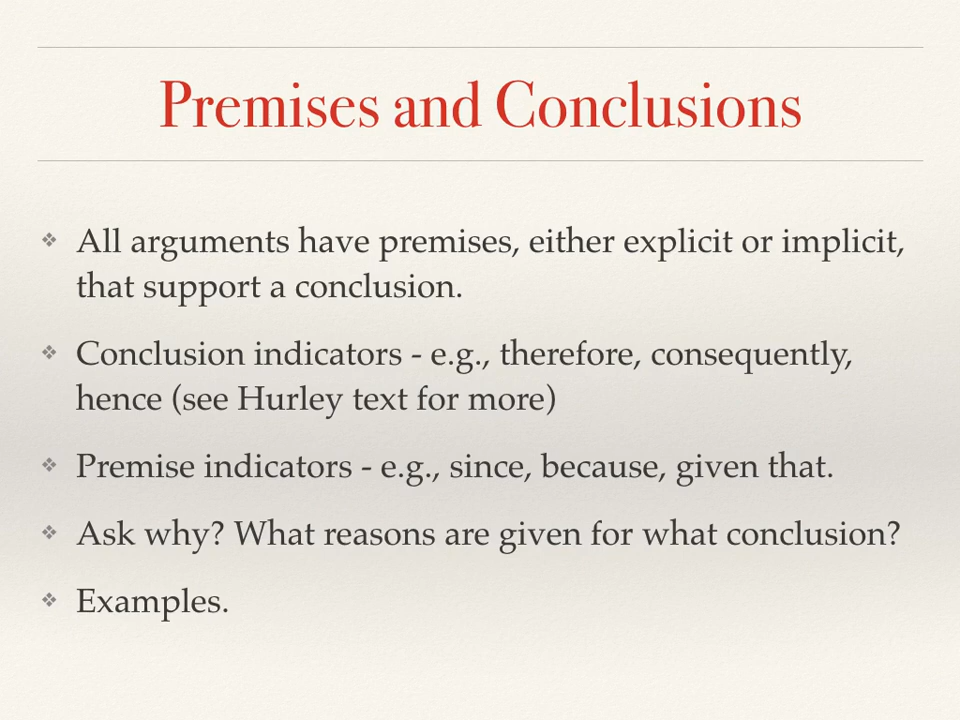 Premises and Conclusions
❖ All arguments have premises, either explicit or implicit,
that support a conclusion.
❖ Conclusion indicators - e.g., therefore, consequently,
hence (see Hurley text for more)
❖ Premise indicators - e.g., since, because, given that.
❖ Ask why? What reasons are given for what conclusion?
❖ Examples.